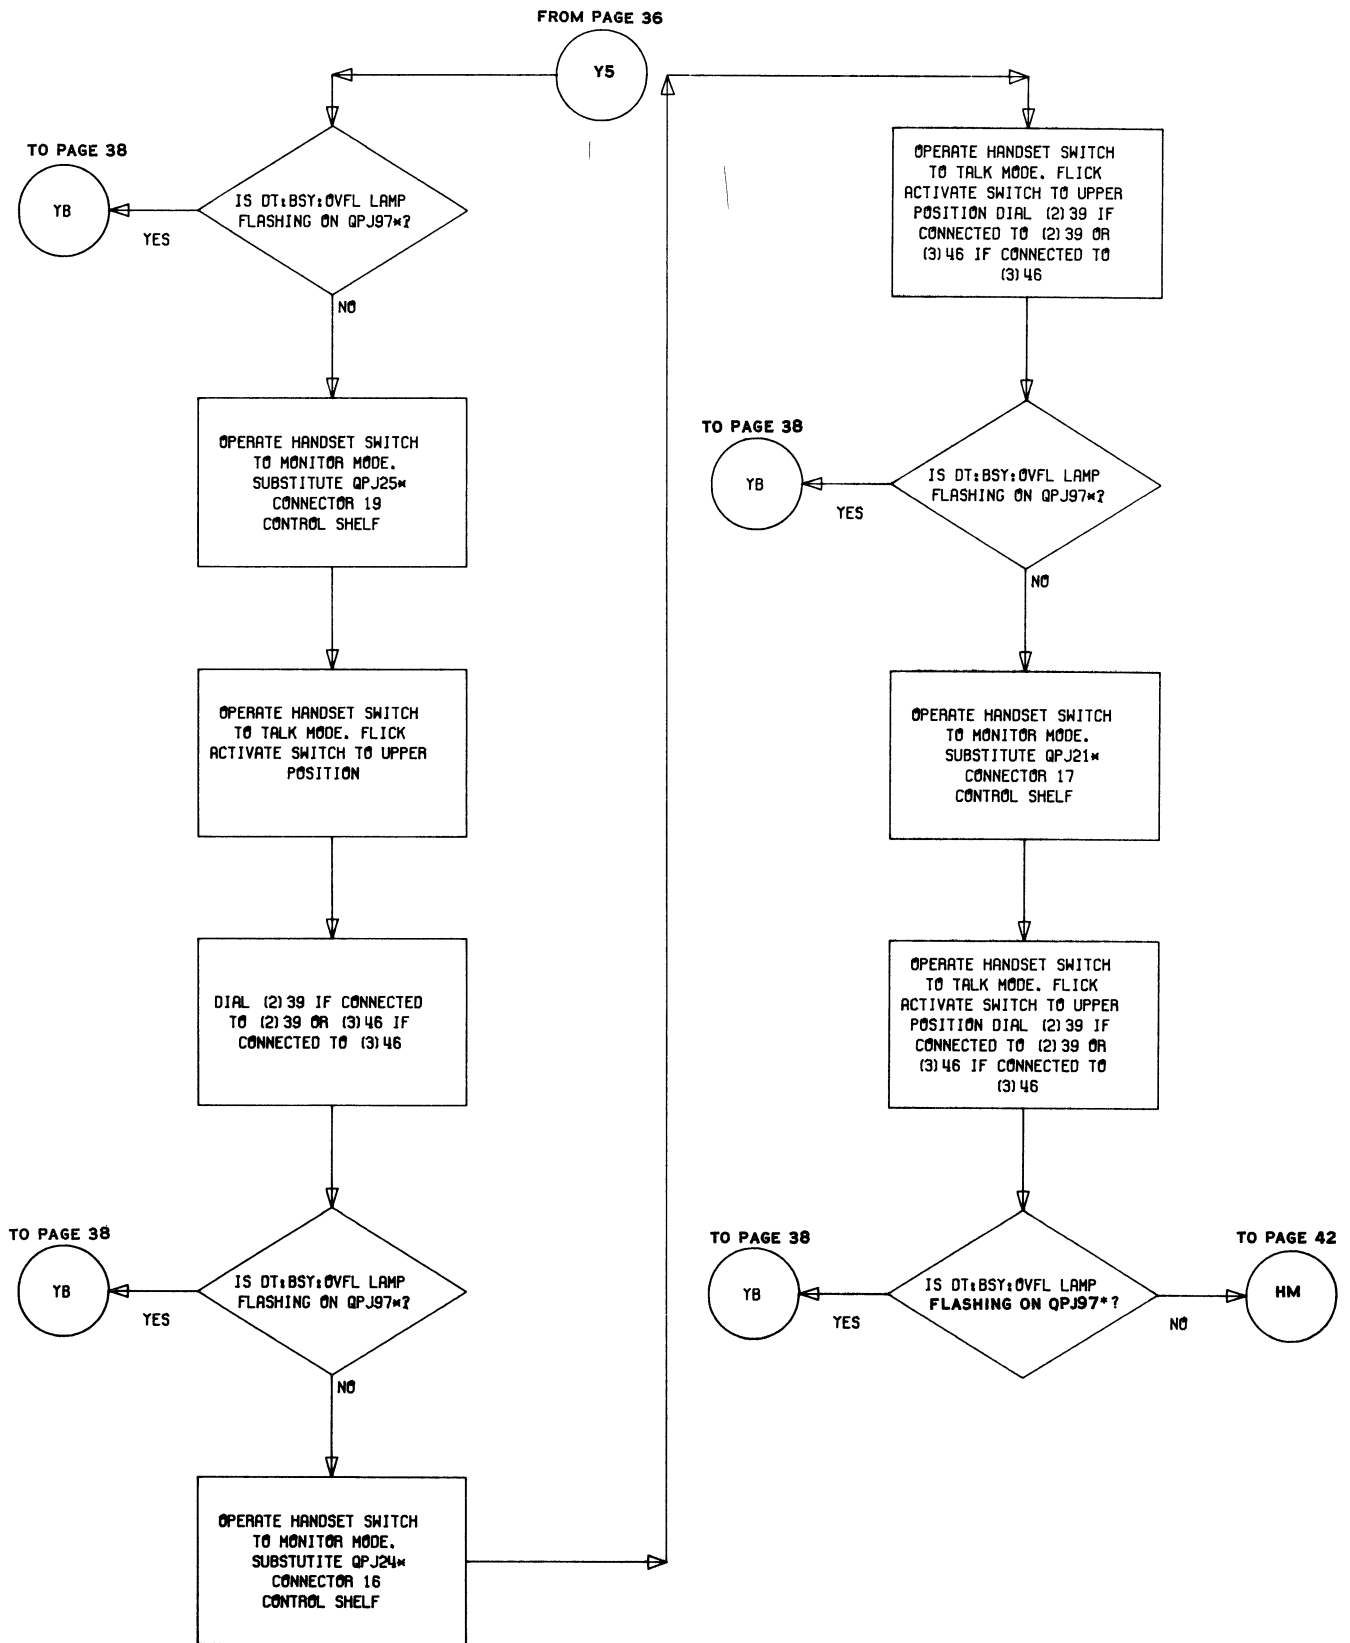 FROM PAGE 36
Y5
TO PAGE 38
YB
YES
IS DT:BSY:OVFL LAMP
FLASHING ON QPJ97*?
NO
OPERATE HANDSET SWITCH
TO MONITOR MODE.
SUBSTITUTE QPJ25*
CONNECTOR 19
CONTROL SHELF
OPERATE HANDSET SWITCH
TO TALK MODE. FLICK
ACTIVATE SWITCH TO UPPER
POSITION
DIAL (2)39 IF CONNECTED
TO (2)39 OR (3)46 IF
CONNECTED TO (3)46
TO PAGE 38
YB
YES
IS DT:BSY:OVFL LAMP
FLASHING ON QPJ97*?
NO
OPERATE HANDSET SWITCH
TO MONITOR MODE.
SUBSTUTITE QPJ24*
CONNECTOR 16
CONTROL SHELF
OPERATE HANDSET SWITCH
TO TALK MODE. FLICK
ACTIVATE SWITCH TO UPPER
POSITION DIAL (2)39 IF
CONNECTED TO (2)39 OR
(3)46 IF CONNECTED TO
(3)46
TO PAGE 38
YB
YES
IS DT:BSY:OVFL LAMP
FLASHING ON QPJ97*?
NO
OPERATE HANDSET SWITCH
TO MONITOR MODE.
SUBSTITUTE QPJ21*
CONNECTOR 17
CONTROL SHELF
OPERATE HANDSET SWITCH
TO TALK MODE. FLICK
ACTIVATE SWITCH TO UPPER
POSITION DIAL (2)39 IF
CONNECTED TO (2)39 OR
(3)46 IF CONNECTED TO
(3)46
TO PAGE 38
YB
YES
IS DT:BSY:OVFL LAMP
FLASHING ON QPJ97*?
NO
TO PAGE 42
HM